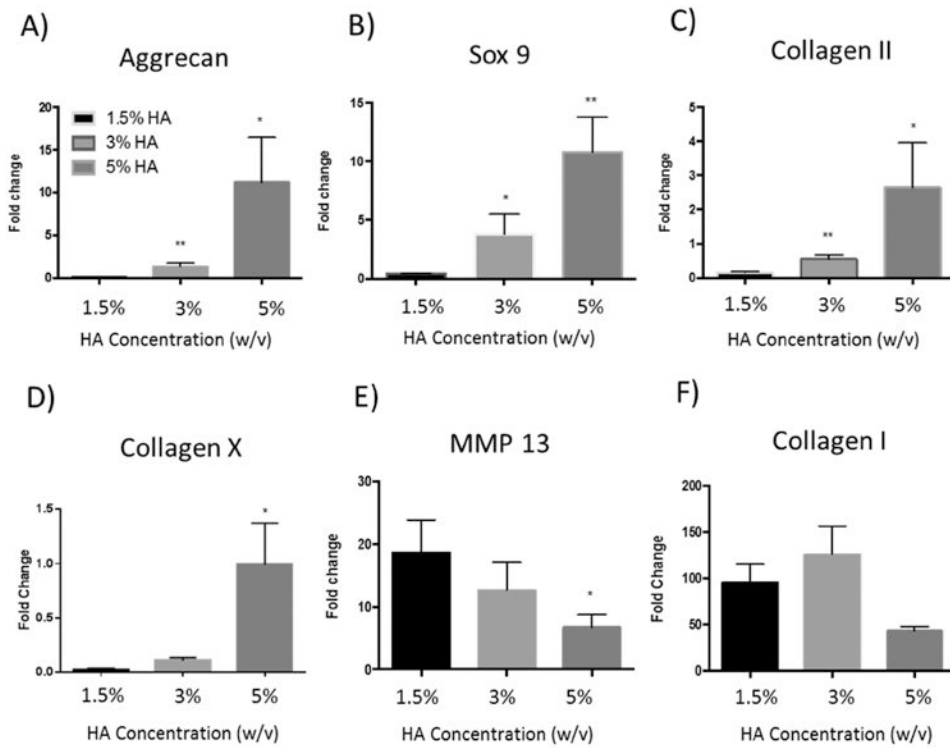 A)
Aggrecan
Fold change
20
15
10
5
0
1.5% HA
3% HA
5% HA
**
*
1.5% 3% 5%
HA Concentration (w/v)
B)
Sox 9
Fold change
15
10
5
0
*
**
1.5% 3% 5%
HA Concentration (w/v)
C)
Collagen II
Fold change
5
4
3
2
1
0
**
*
1.5% 3% 5%
HA Concentration (w/v)
D)
Collagen X
Fold Change
1.5
1.0
0.5
0.0
*
1.5% 3% 5%
HA Concentration (w/v)
E)
MMP 13
Fold Change
30
20
10
0
*
1.5% 3% 5%
HA Concentration (w/v)
F)
Collagen I
Fold Change
200
150
100
50
0
1.5% 3% 5%
HA Concentration (w/v)